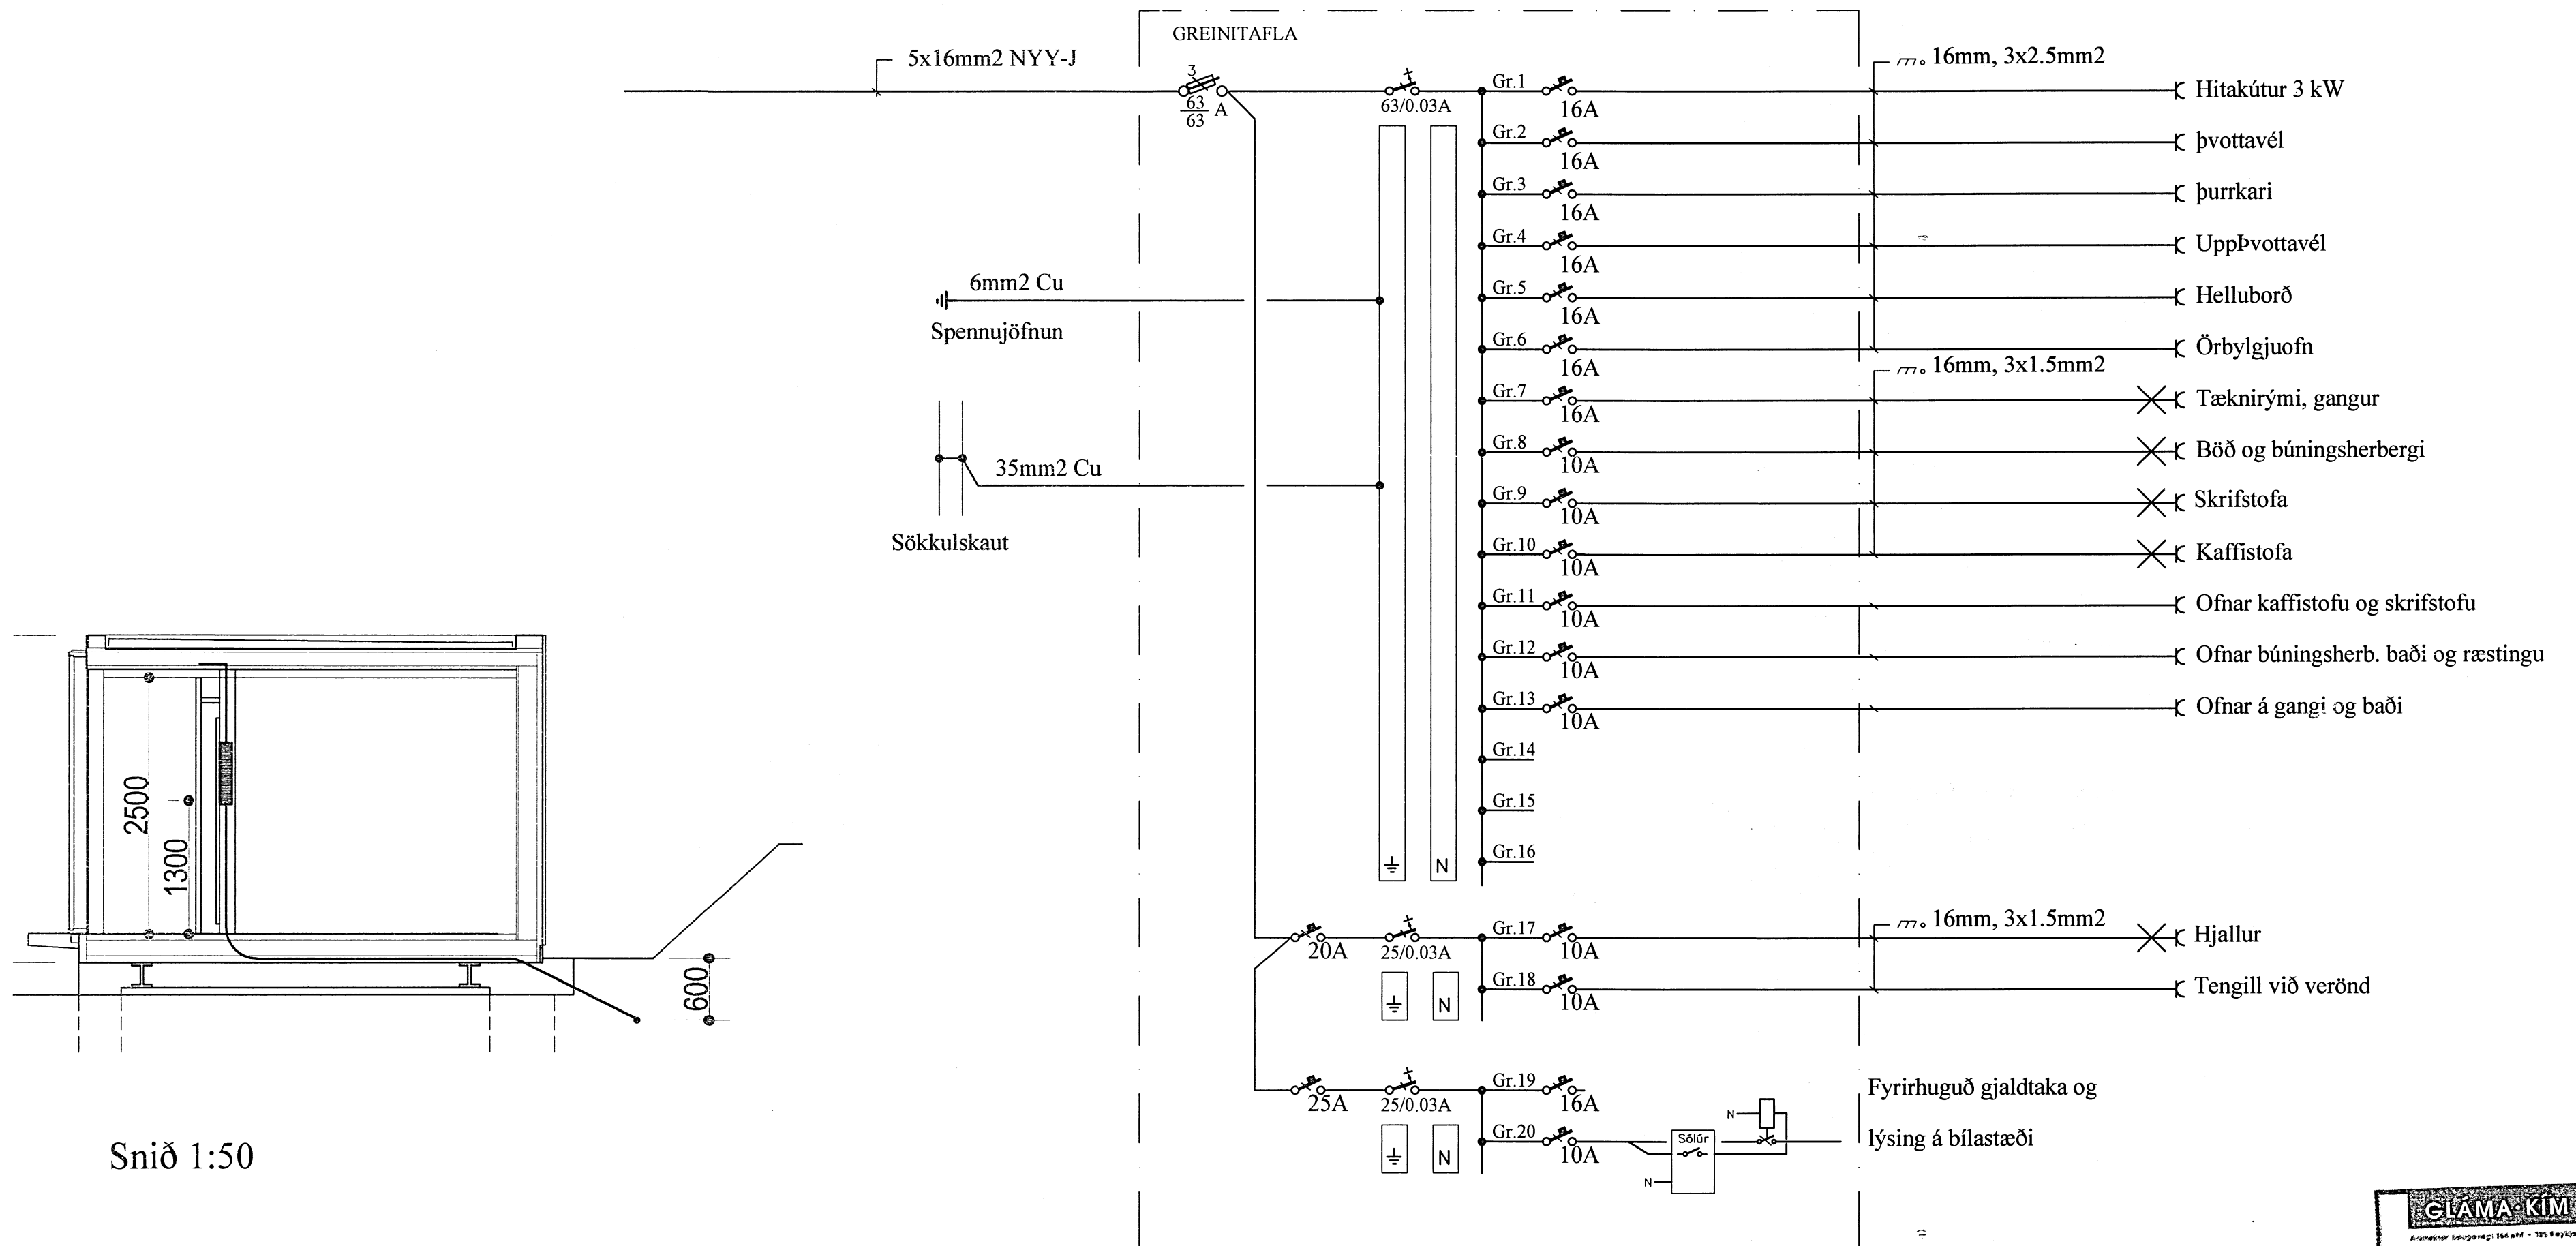 GREINITAFLA
5x16mm2 NYY-J
3
63
63 A
63/0.03A
16mm, 3x2.5mm2
Gr.1 16A Hitakútur 3 kW
Gr.2 16A þvottavél
Gr.3 16A þurrkari
Gr.4 16A UppÞvottavél
Gr.5 16A Helluborð
Gr.6 16A Örbylgjuofn
16mm, 3x1.5mm2
Gr.7 16A Tæknirými, gangur
Gr.8 10A Böð og búningsherbergi
Gr.9 10A Skrifstofa
Gr.10 10A Kaffistofa
Gr.11 10A Ofnar kaffistofu og skrifstofu
Gr.12 10A Ofnar búningsherb. baði og ræstingu
Gr.13 10A Ofnar á gangi og baði
Gr.14
Gr.15
Gr.16
N
6mm2 Cu
Spennujöfnun
35mm2 Cu
Sökkulskaut
20A
25/0.03A
N
16mm, 3x1.5mm2
Gr.17 10A Hjallur
Gr.18 10A Tengill við verönd
25A
25/0.03A
N
Gr.19 16A Fyrirhuguð gjaldtaka og
Gr.20 10A lýsing á bílastæði
Sólúr
N
N
2500
1300
600
Snið 1:50
GLÁMA•KÍM